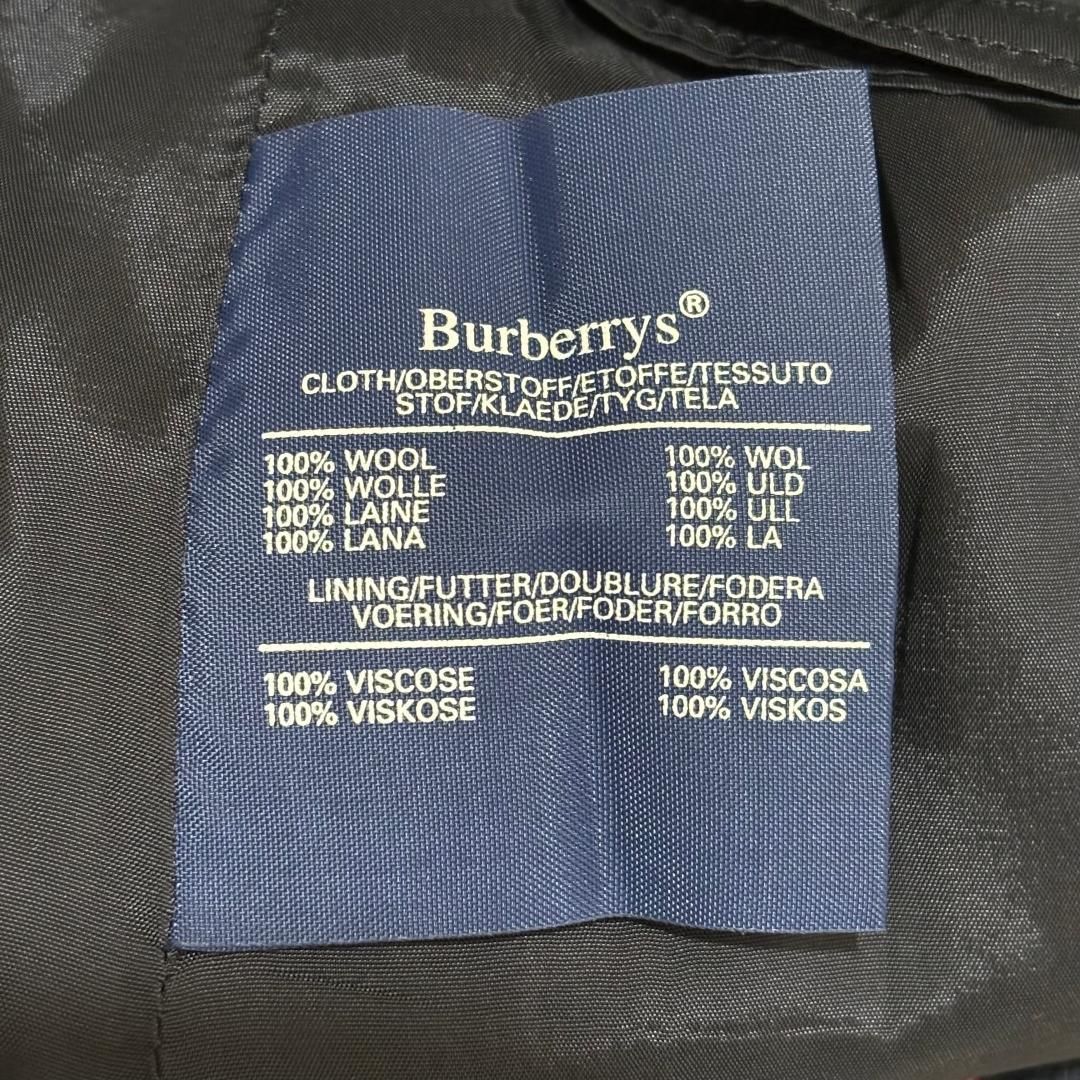 Burberrys®
CLOTH/OBERSTOFF/ETOFFE/TESSUTO
STOF/KLAEDE/TYG/TELA
100% WOOL 100% WOL
100% WOLLE 100% ULD
100% LAINE 100% ULL
100% LANA 100% LA
LINING/FUTTER/DOUBLURE/FODERA
VOERING/FOER/FODER/FORRO
100% VISCOSE 100% VISCOSA
100% VISKOSE 100% VISKOS